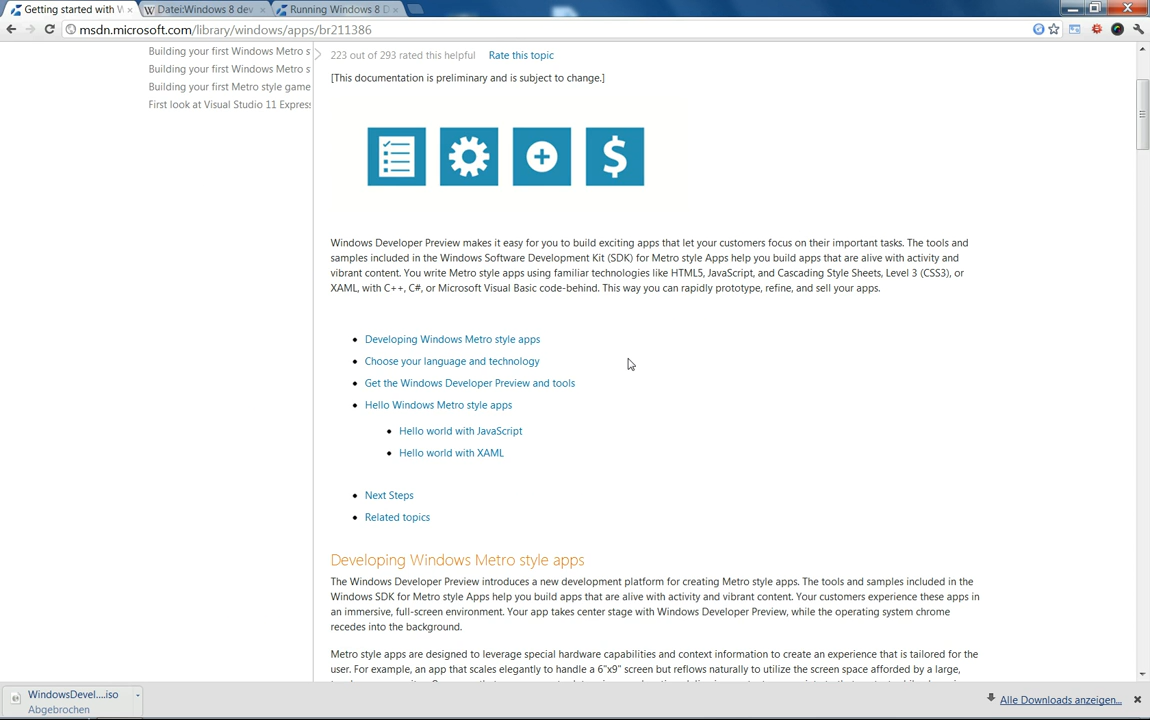 Getting started with W
Datei:Windows 8 dev
Running Windows 8 D
msdn.microsoft.com/library/windows/apps/br211386
Building your first Windows Metro s
Building your first Windows Metro s
Building your first Metro style game
First look at Visual Studio 11 Express
223 out of 293 rated this helpful Rate this topic
[This documentation is preliminary and is subject to change.]
Windows Developer Preview makes it easy for you to build exciting apps that let your customers focus on their important tasks. The tools and
samples included in the Windows Software Development Kit (SDK) for Metro style Apps help you build apps that are alive with activity and
vibrant content. You write Metro style apps using familiar technologies like HTML5, JavaScript, and Cascading Style Sheets, Level 3 (CSS3), or
XAML, with C++, C#, or Microsoft Visual Basic code-behind. This way you can rapidly prototype, refine, and sell your apps.
Developing Windows Metro style apps
Choose your language and technology
Get the Windows Developer Preview and tools
Hello Windows Metro style apps
Hello world with JavaScript
Hello world with XAML
Next Steps
Related topics
Developing Windows Metro style apps
The Windows Developer Preview introduces a new development platform for creating Metro style apps. The tools and samples included in the
Windows SDK for Metro style Apps help you build apps that are alive with activity and vibrant content. Your customers experience these apps in
an immersive, full-screen environment. Your app takes center stage with Windows Developer Preview, while the operating system chrome
recedes into the background.
Metro style apps are designed to leverage special hardware capabilities and context information to create an experience that is tailored for the
user. For example, an app that scales elegantly to handle a 6"x9" screen but reflows naturally to utilize the screen space afforded by a large,
WindowsDevel....iso
Abgebrochen
Alle Downloads anzeigen...